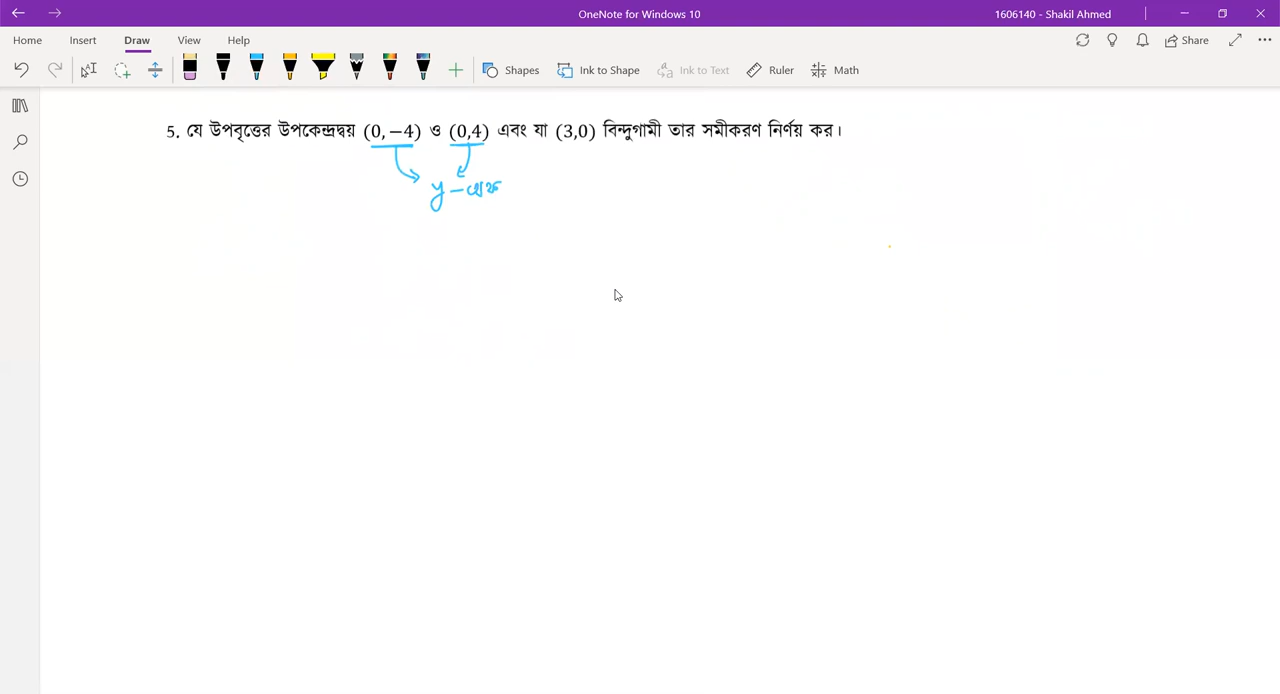 OneNote for Windows 10
1606140 - Shakil Ahmed
Home Insert Draw View Help
Share
Shapes Ink to Shape Ink to Text Ruler Math
5. যে উপবৃত্তের উপকেন্দ্রদ্বয় (0, −4) ও (0,4) এবং যা (3,0) বিন্দুগামী তার সমীকরণ নির্ণয় কর।
y - অক্ষ